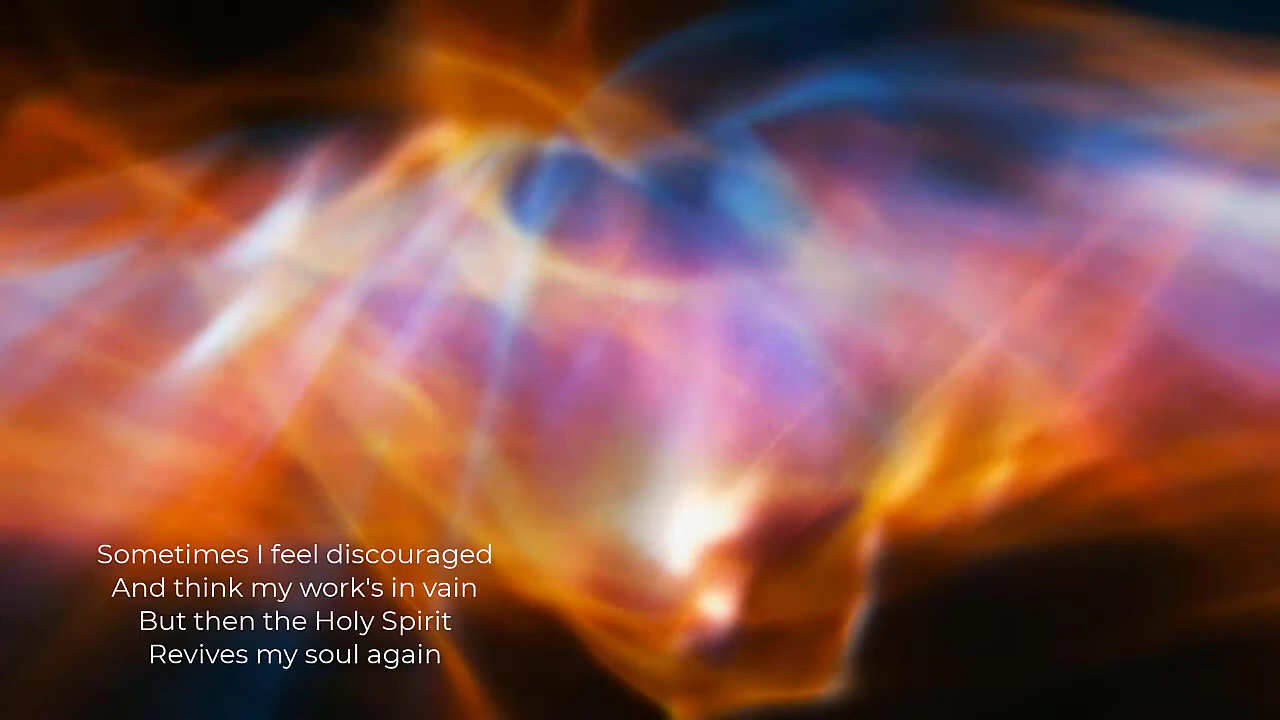 Sometimes I feel discouraged
And think my work's in vain
But then the Holy Spirit
Revives my soul again